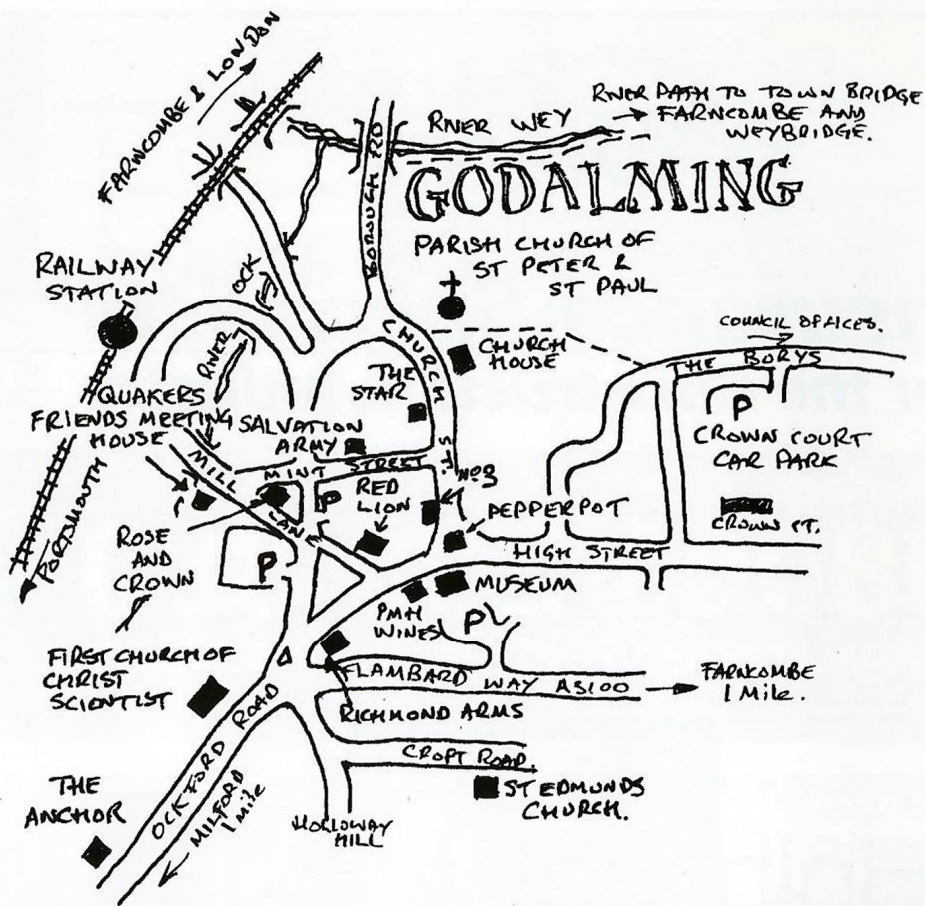 FARNCOMBE & LONDON
RIVER PATH TO TOWN BRIDGE
FARNCOMBE AND
WEYBRIDGE.
RIVER WEY
GODALMING
BOROUGH RD
PARISH CHURCH OF
ST PETER &
ST PAUL
RAILWAY
STATION
RIVER
OCK
CHURCH
ST.
CHURCH
HOUSE
THE
STAR
COUNCIL OFFICES.
THE BURYS
P
CROWN COURT
CAR PARK
CROWN CT.
QUAKERS
FRIENDS MEETING
HOUSE
SALVATION
ARMY
MILL
LANE
MINT
STREET
P
RED
LION
No3
PEPPERPOT
HIGH STREET
MUSEUM
PORTSMOUTH
ROSE
AND
CROWN
P
PMH
WINES
P
FIRST CHURCH OF
CHRIST
SCIENTIST
FLAMBARD WAY A3100
FARNCOMBE
1 Mile.
RICHMOND ARMS
CROFT ROAD.
ST EDMUNDS
CHURCH.
OCKFORD ROAD
MILFORD
1 Mile
THE
ANCHOR
HOLLOWAY
HILL